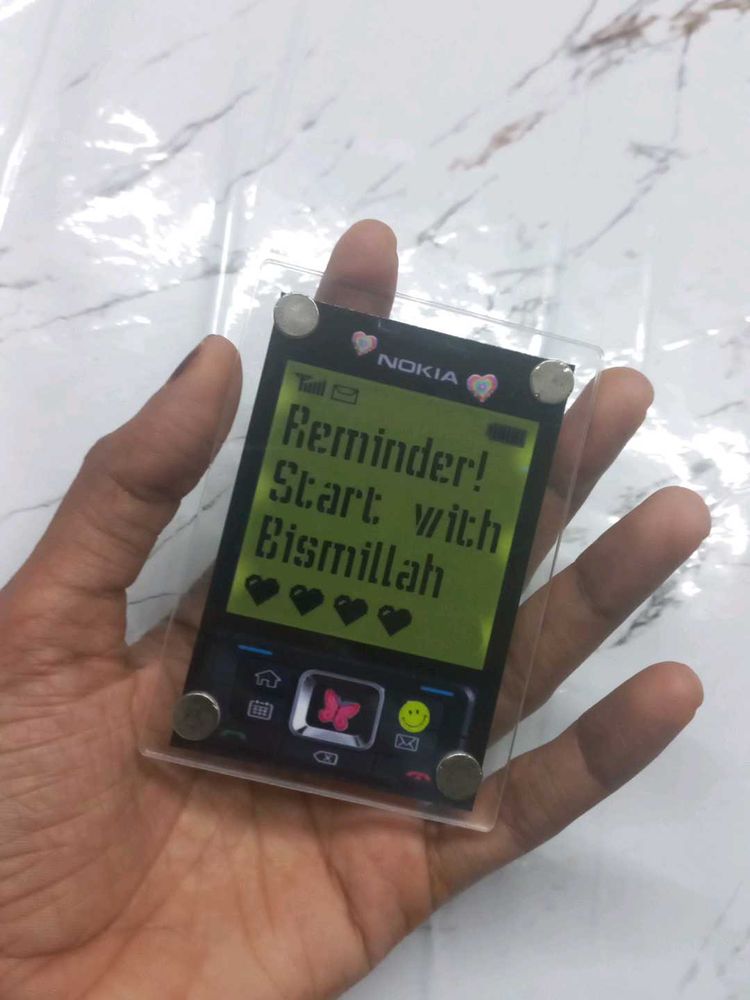 NOKIA
Reminder!
Start with
Bismillah